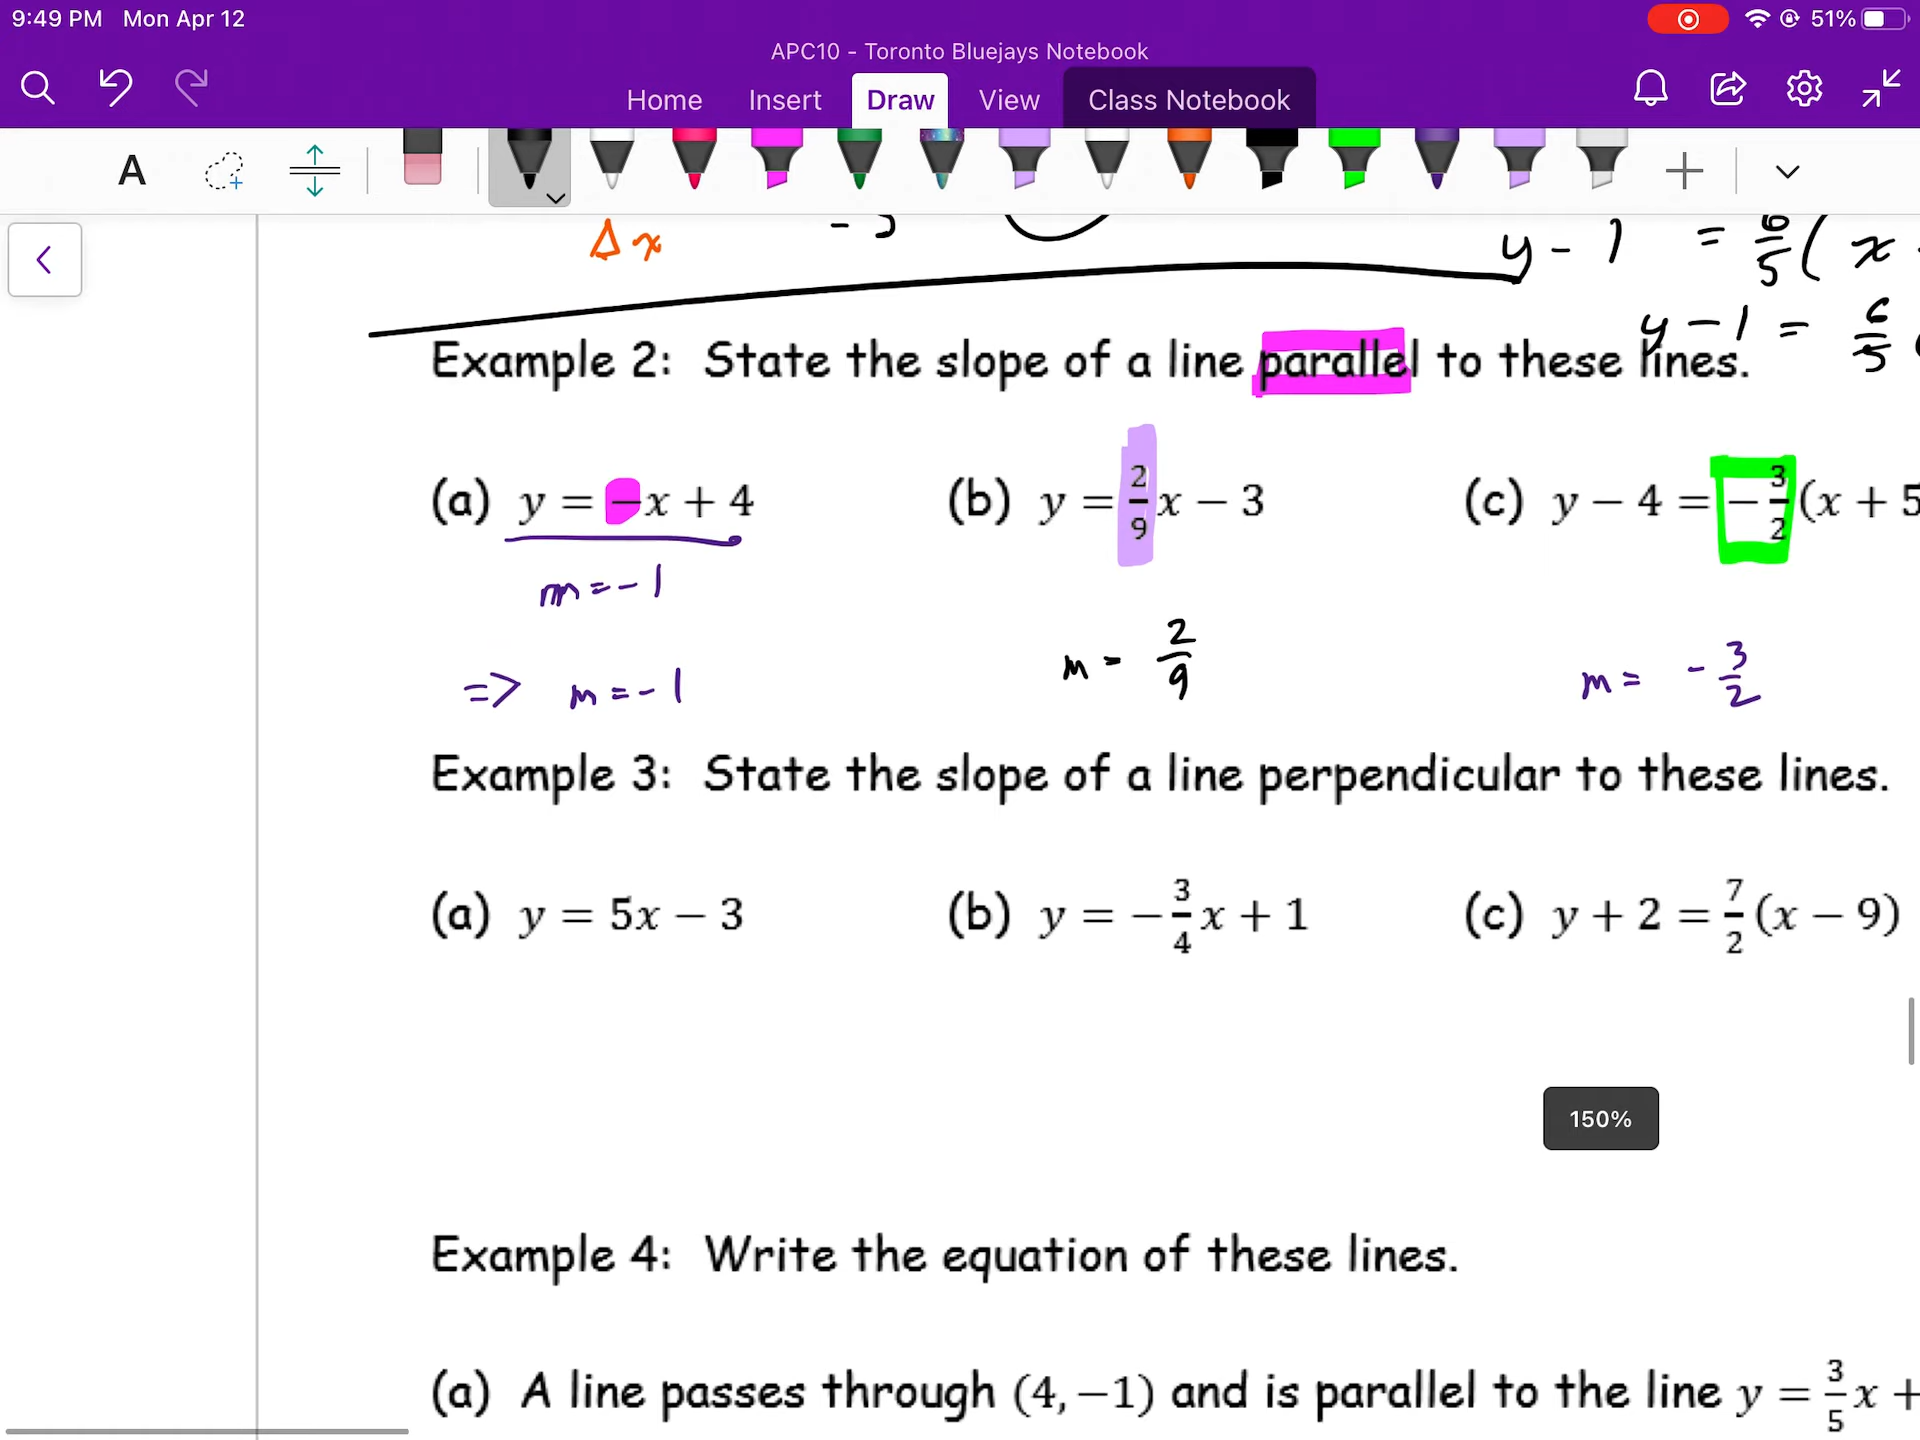 9:49 PM Mon Apr 12
51%
APC10 - Toronto Bluejays Notebook
Home Insert Draw View Class Notebook
A
Δx
y - 1 = 6/5 ( x
y - 1 = 6/5
Example 2: State the slope of a line parallel to these lines.
(a) y = −x + 4 (b) y = 2/9 x − 3 (c) y − 4 = −3/2 (x + 5
m = - 1
=> m = - 1 m = 2/9 m = - 3/2
Example 3: State the slope of a line perpendicular to these lines.
(a) y = 5x − 3 (b) y = −3/4 x + 1 (c) y + 2 = 7/2 (x − 9)
150%
Example 4: Write the equation of these lines.
(a) A line passes through (4, −1) and is parallel to the line y = 3/5 x +